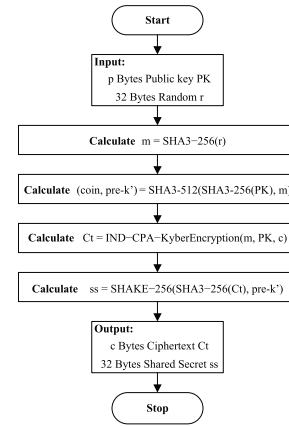 Start
Input:
p Bytes Public key PK
32 Bytes Random r
Calculate m = SHA3−256(r)
Calculate (coin, pre-k’) = SHA3-512(SHA3-256(PK), m)
Calculate Ct = IND−CPA−KyberEncryption(m, PK, c)
Calculate ss = SHAKE−256(SHA3−256(Ct), pre-k’)
Output:
c Bytes Ciphertext Ct
32 Bytes Shared Secret ss
Stop